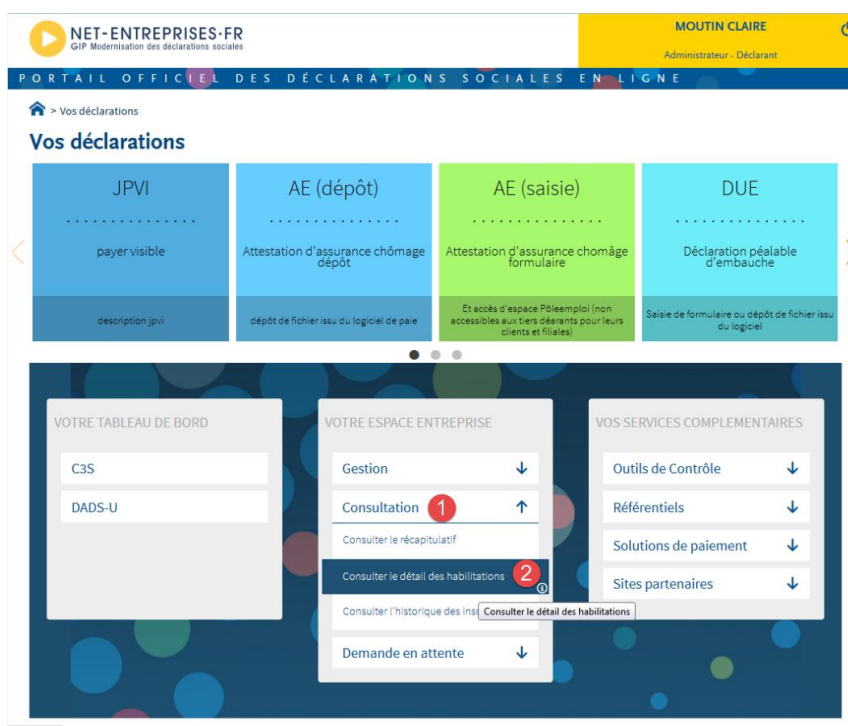 NET-ENTREPRISES·FR
GIP Modernisation des déclarations sociales
MOUTIN CLAIRE
Administrateur - Déclarant
PORTAIL OFFICIEL DES DÉCLARATIONS SOCIALES EN LIGNE
> Vos déclarations
Vos déclarations
JPVI
payer visible
description jpvi
AE (dépôt)
Attestation d'assurance chômage
dépôt
dépôt de fichier issu du logiciel de paie
AE (saisie)
Attestation d'assurance chomâge
formulaire
Et accès d'espace Pôleemploi (non
accessibles aux tiers déarants pour leurs
clients et filiales)
DUE
Déclaration péalable
d'embauche
Saisie de formulaire ou dépôt de fichier issu
du logiciel
VOTRE TABLEAU DE BORD
C3S
DADS-U
VOTRE ESPACE ENTREPRISE
Gestion
Consultation 1
Consulter le récapitulatif
Consulter le détail des habilitations 2
Consulter l'historique des
Consulter le détail des habilitations
Demande en attente
VOS SERVICES COMPLEMENTAIRES
Outils de Contrôle
Référentiels
Solutions de paiement
Sites partenaires